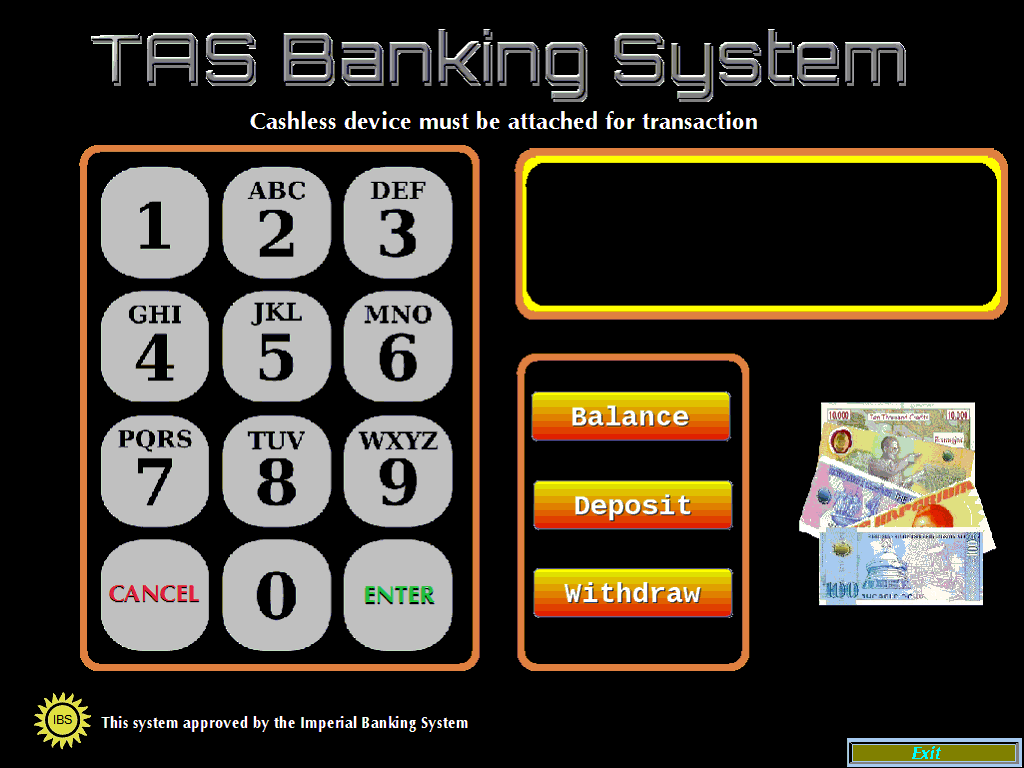 TAS Banking System
Cashless device must be attached for transaction
1
ABC
2
DEF
3
GHI
4
JKL
5
MNO
6
PQRS
7
TUV
8
WXYZ
9
CANCEL
0
ENTER
Balance
Deposit
Withdraw
10,000
Ten Thousand Credits
10,000
100
IBS
This system approved by the Imperial Banking System
Exit